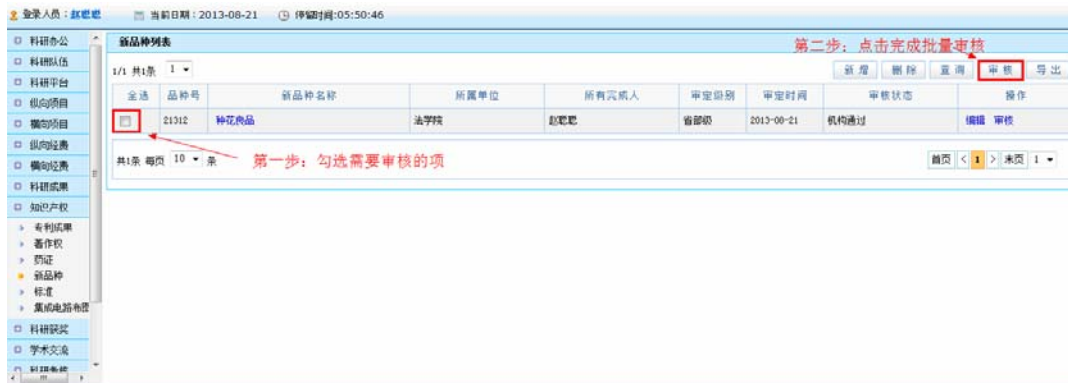 登录人员：赵聪聪 当前日期：2013-08-21 停留时间:05:50:46
科研办公
科研队伍
科研平台
纵向项目
横向项目
纵向经费
横向经费
科研成果
知识产权
专利成果
著作权
药证
新品种
标准
集成电路布图
科研获奖
学术交流
新品种列表
第二步：点击完成批量审核
1/1 共1条 1
新增 删除 查询 审核 导出
全选 品种号 新品种名称 所属单位 所有完成人 审定级别 审定时间 审核状态 操作
21312 种花良品 法学院 赵聪聪 省部级 2013-08-21 机构通过 编辑 审核
第一步：勾选需要审核的项
共1条 每页 10 条
首页 < 1 > 末页 1